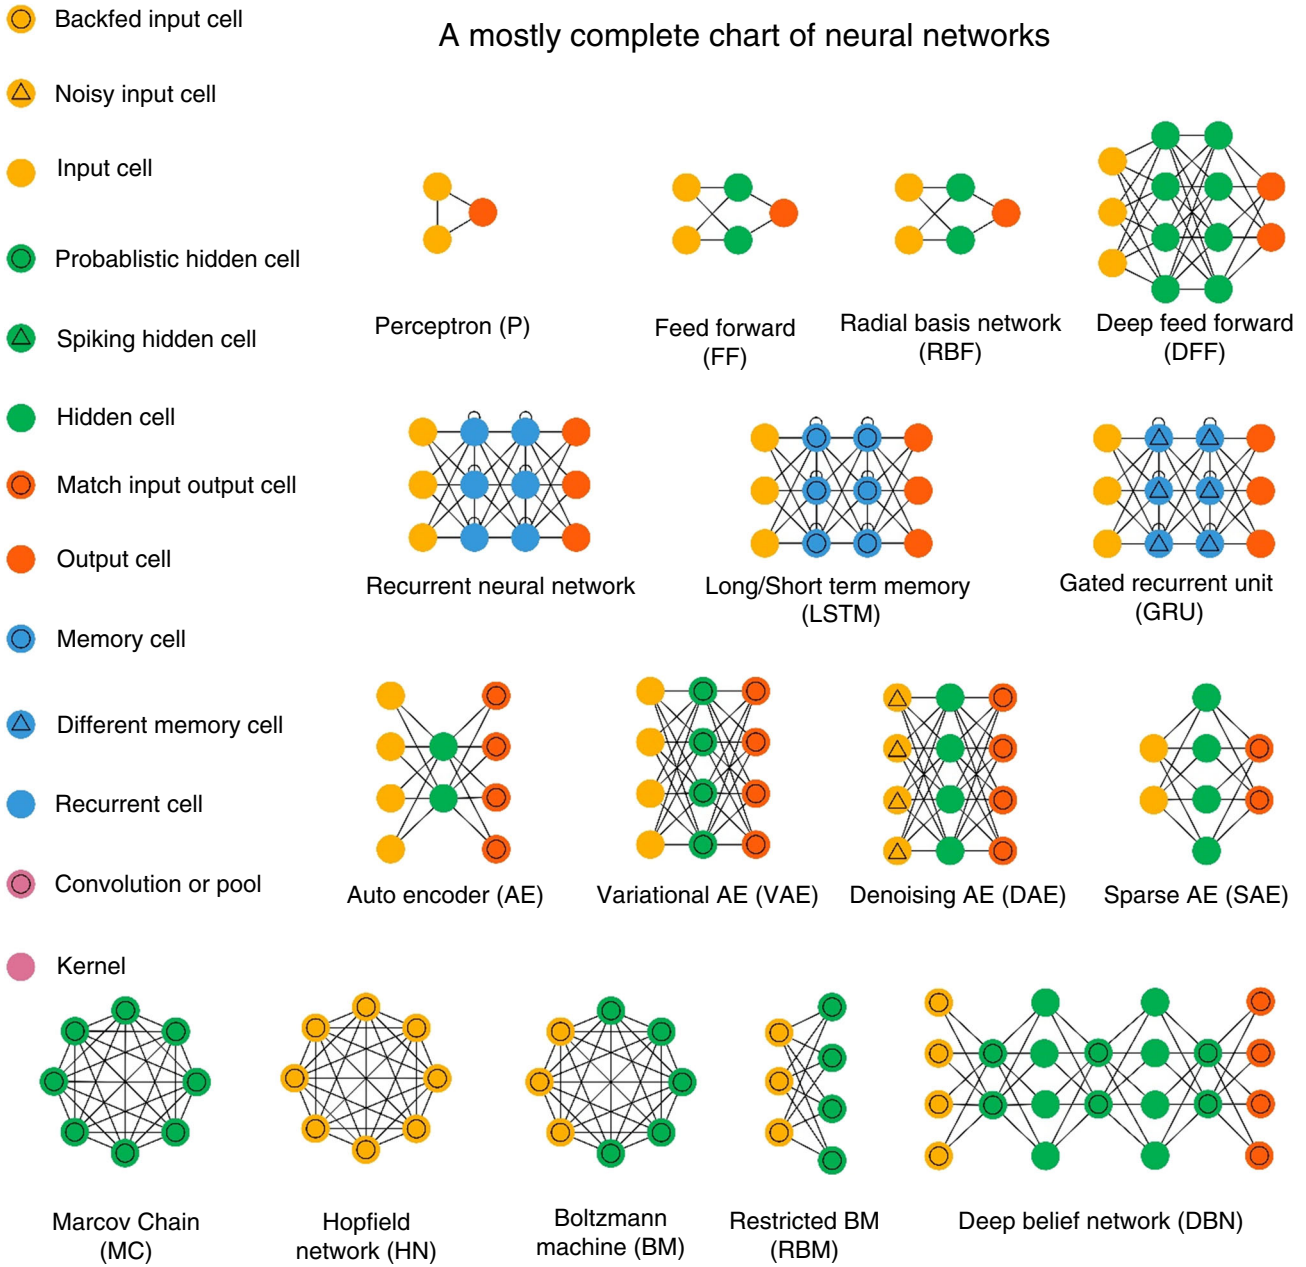 A mostly complete chart of neural networks
Backfed input cell
Noisy input cell
Input cell
Probablistic hidden cell
Spiking hidden cell
Hidden cell
Match input output cell
Output cell
Memory cell
Different memory cell
Recurrent cell
Convolution or pool
Kernel
Perceptron (P)
Feed forward
(FF)
Radial basis network
(RBF)
Deep feed forward
(DFF)
Recurrent neural network
Long/Short term memory
(LSTM)
Gated recurrent unit
(GRU)
Auto encoder (AE)
Variational AE (VAE)
Denoising AE (DAE)
Sparse AE (SAE)
Marcov Chain
(MC)
Hopfield
network (HN)
Boltzmann
machine (BM)
Restricted BM
(RBM)
Deep belief network (DBN)